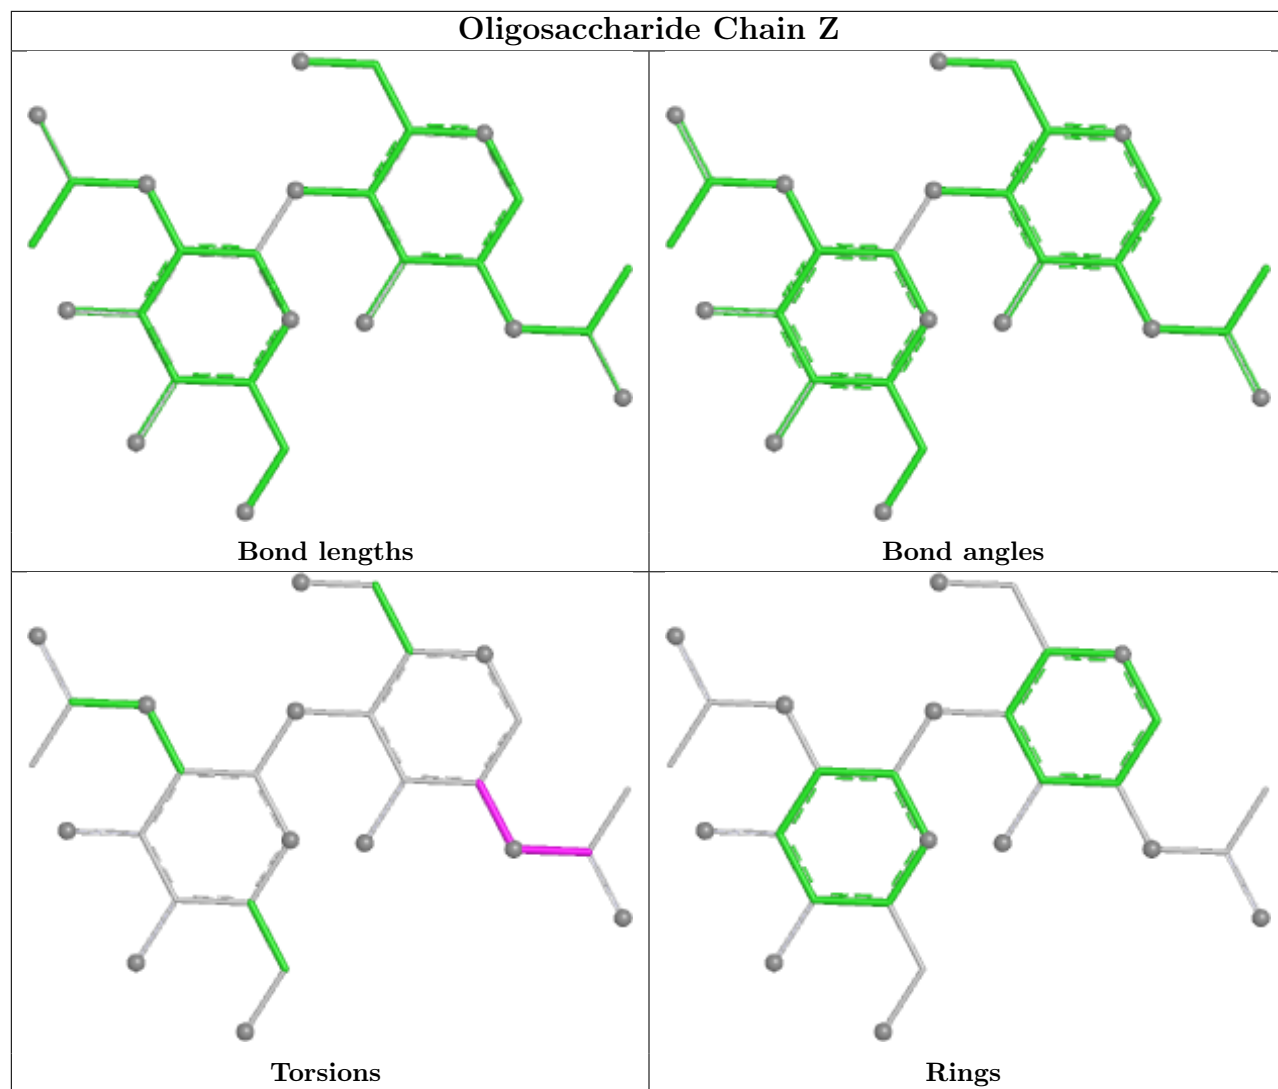 Oligosaccharide Chain Z
Bond lengths
Bond angles
Torsions
Rings